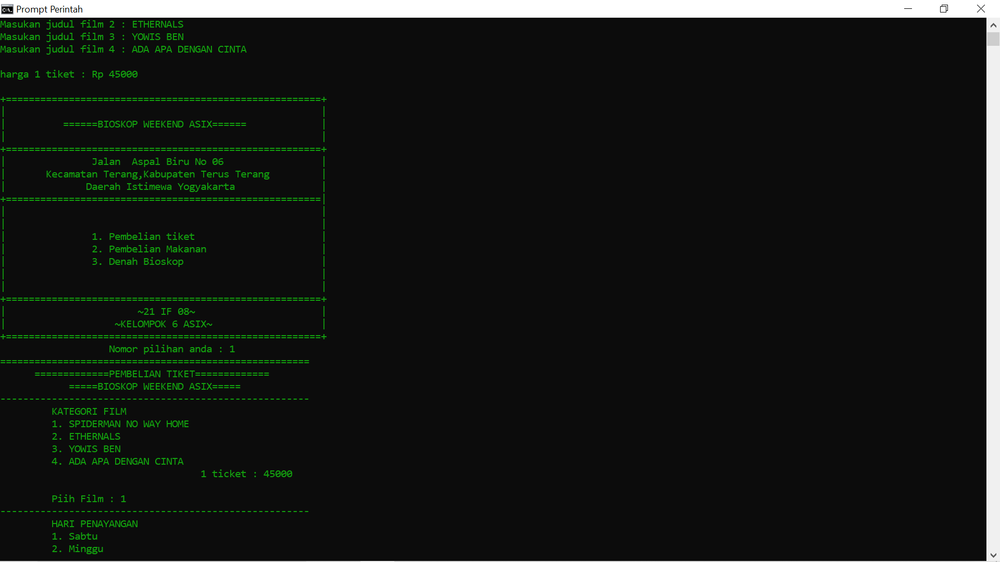 Prompt Perintah
Masukan judul film 2 : ETHERNALS
Masukan judul film 3 : YOWIS BEN
Masukan judul film 4 : ADA APA DENGAN CINTA
harga 1 tiket : Rp 45000
+=======================================================+
| |
| ======BIOSKOP WEEKEND ASIX====== |
| |
+=======================================================+
| Jalan  Aspal Biru No 06 |
| Kecamatan Terang,Kabupaten Terus Terang |
| Daerah Istimewa Yogyakarta |
+=======================================================|
| |
| |
| 1. Pembelian tiket |
| 2. Pembelian Makanan |
| 3. Denah Bioskop |
| |
| |
+=======================================================+
| ~21 IF 08~ |
| ~KELOMPOK 6 ASIX~ |
+=======================================================+
Nomor pilihan anda : 1
======================================================
=============PEMBELIAN TIKET=============
=====BIOSKOP WEEKEND ASIX=====
------------------------------------------------------
KATEGORI FILM
1. SPIDERMAN NO WAY HOME
2. ETHERNALS
3. YOWIS BEN
4. ADA APA DENGAN CINTA
1 ticket : 45000
Piih Film : 1
------------------------------------------------------
HARI PENAYANGAN
1. Sabtu
2. Minggu